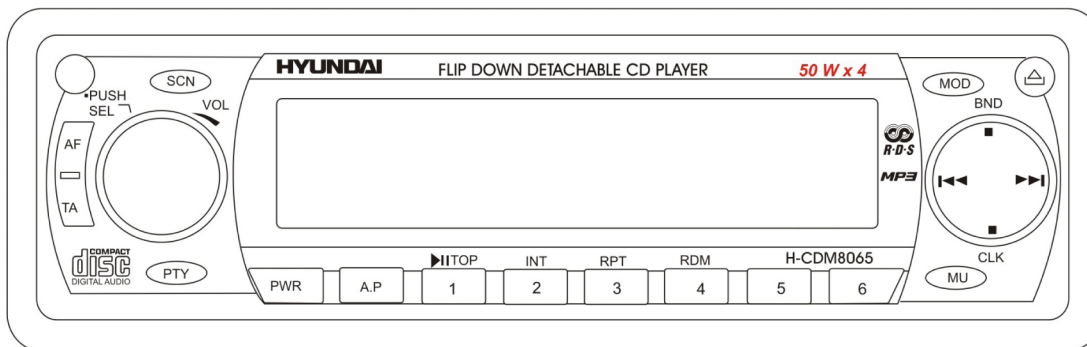 HYUNDAI FLIP DOWN DETACHABLE CD PLAYER 50 W x 4
SCN
MOD
PUSH
SEL
VOL
BND
AF
TA
R·D·S
MP3
COMPACT
disc
DIGITAL AUDIO
PTY
CLK
MU
TOP INT RPT RDM H-CDM8065
PWR A.P 1 2 3 4 5 6